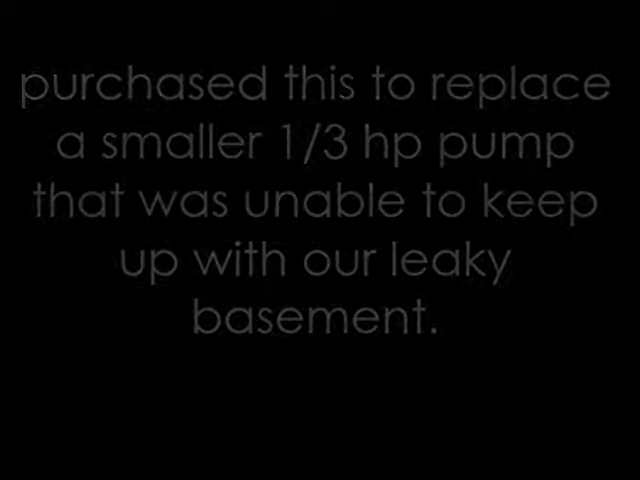 purchased this to replace
a smaller 1/3 hp pump
that was unable to keep
up with our leaky
basement.